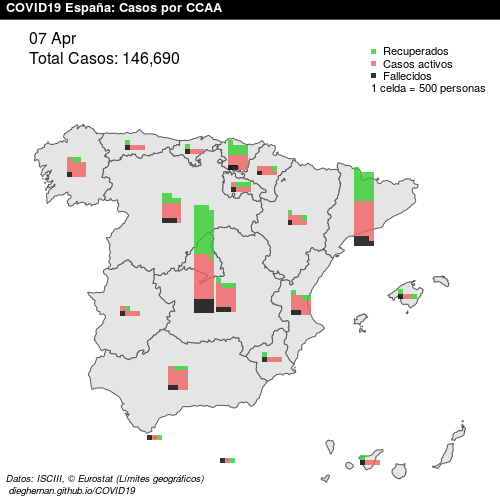 COVID19 España: Casos por CCAA
07 Apr
Total Casos: 146,690
Recuperados
Casos activos
Fallecidos
1 celda = 500 personas
Datos: ISCIII, © Eurostat (Límites geográficos)
dieghernan.github.io/COVID19